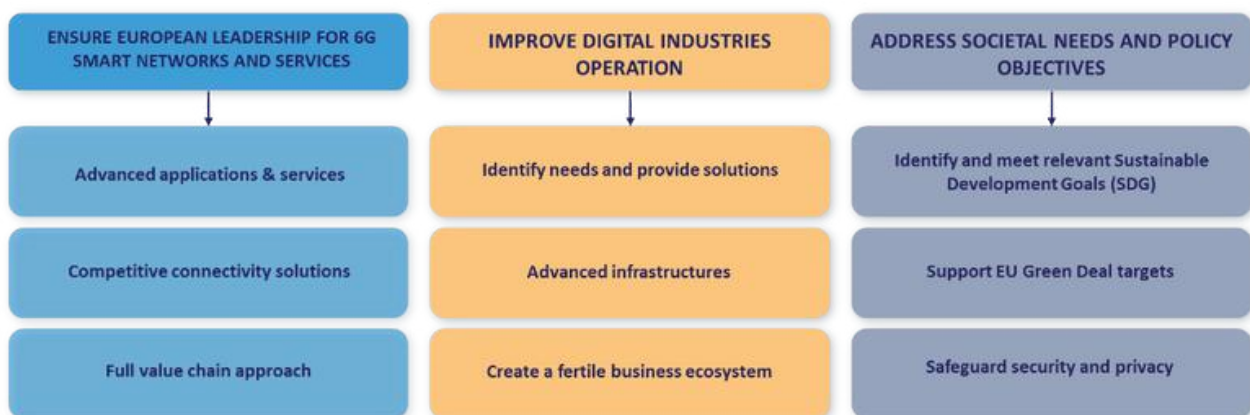 ENSURE EUROPEAN LEADERSHIP FOR 6G
SMART NETWORKS AND SERVICES
Advanced applications & services
Competitive connectivity solutions
Full value chain approach
IMPROVE DIGITAL INDUSTRIES
OPERATION
Identify needs and provide solutions
Advanced infrastructures
Create a fertile business ecosystem
ADDRESS SOCIETAL NEEDS AND POLICY
OBJECTIVES
Identify and meet relevant Sustainable
Development Goals (SDG)
Support EU Green Deal targets
Safeguard security and privacy